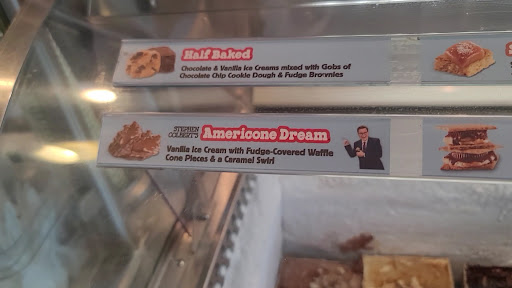 Half Baked
Chocolate & Vanilla Ice Creams mixed with Gobs of
Chocolate Chip Cookie Dough & Fudge Brownies
S
STEPHEN
COLBERT'S
Americone Dream
Vanilla Ice Cream with Fudge-Covered Waffle
Cone Pieces & a Caramel Swirl